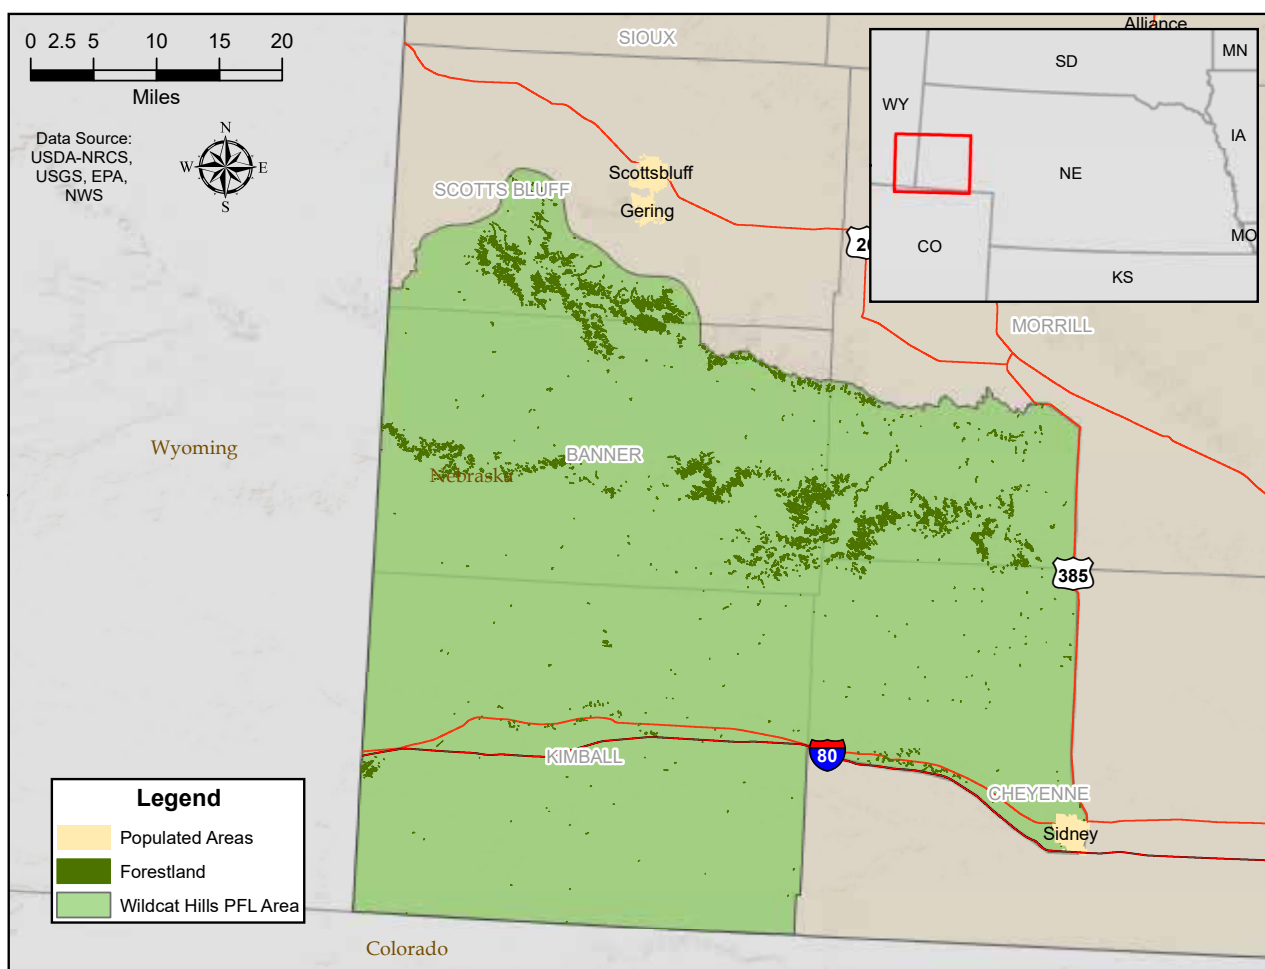 Alliance
0 2.5 5 10 15 20
Miles
SIOUX
Data Source:
USDA-NRCS,
USGS, EPA,
NWS
N
W E
S
SD
MN
WY
IA
NE
MO
CO
KS
Scottsbluff
SCOTTS BLUFF
Gering
MORRILL
Wyoming
BANNER
Nebraska
385
KIMBALL
80
CHEYENNE
Sidney
Legend
Populated Areas
Forestland
Wildcat Hills PFL Area
Colorado